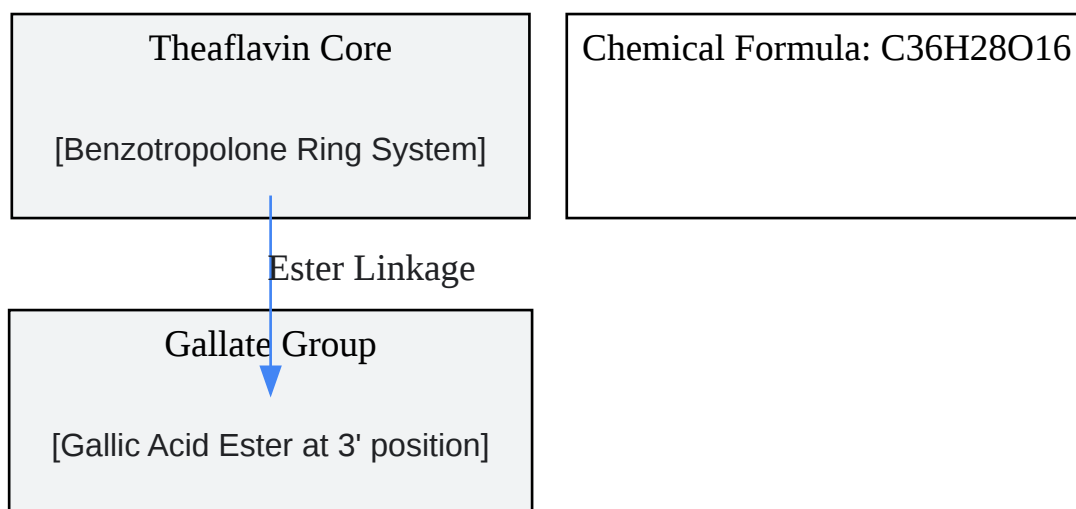 Theaflavin Core
[Benzotropolone Ring System]
Chemical Formula: C36H28O16
Ester Linkage
Gallate Group
[Gallic Acid Ester at 3' position]